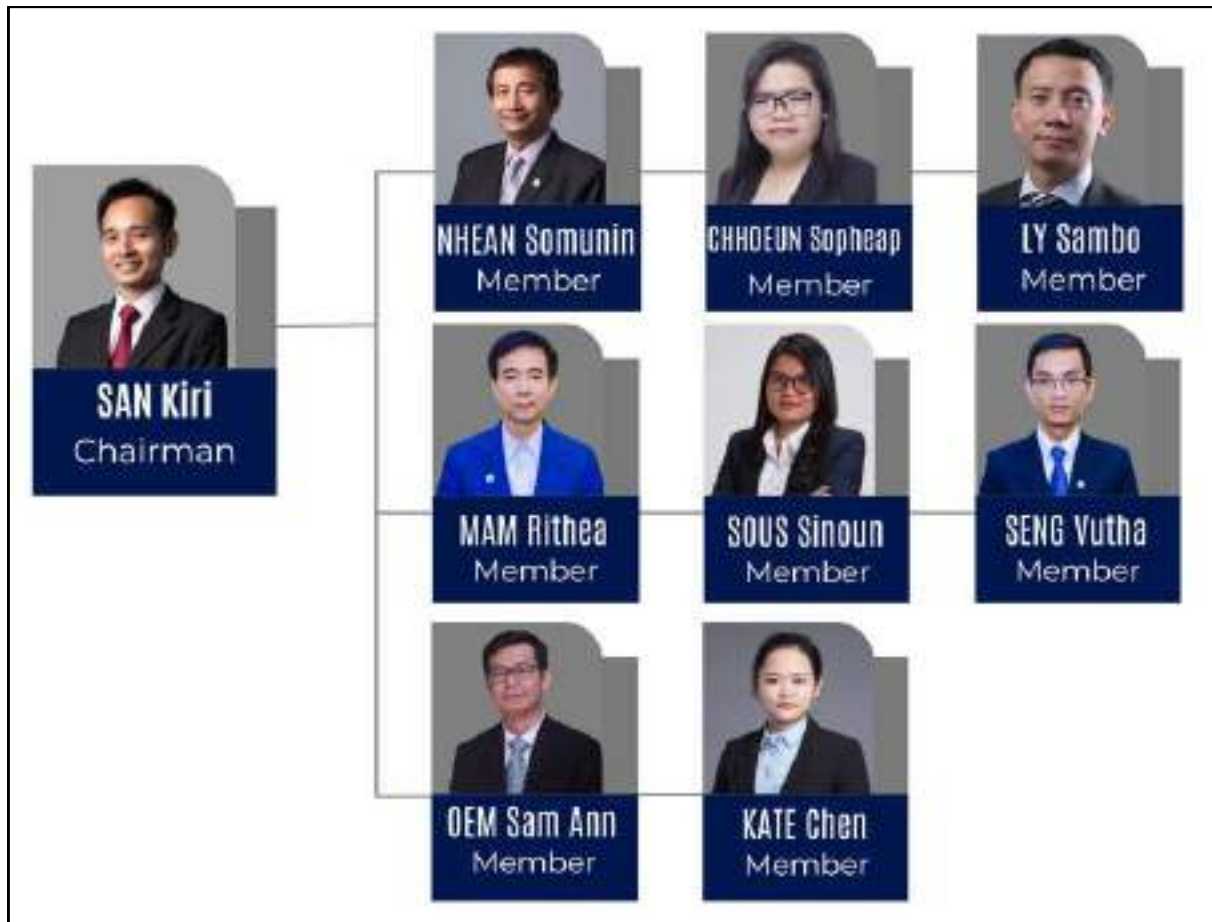 SAN Kiri
Chairman
NHEAN Somunin
Member
CHHOEUN Sopheap
Member
LY Sambo
Member
MAM Rithea
Member
SOUS Sinoun
Member
SENG Vutha
Member
OEM Sam Ann
Member
KATE Chen
Member